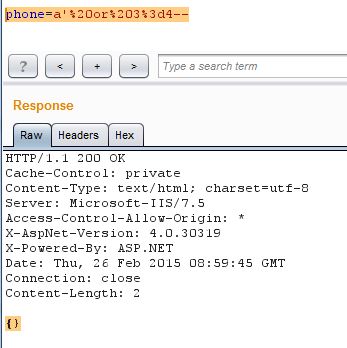 phone=a'%20or%203%3d4--
? < + > Type a search term
Response
Raw Headers Hex
HTTP/1.1 200 OK
Cache-Control: private
Content-Type: text/html; charset=utf-8
Server: Microsoft-IIS/7.5
Access-Control-Allow-Origin: *
X-AspNet-Version: 4.0.30319
X-Powered-By: ASP.NET
Date: Thu, 26 Feb 2015 08:59:45 GMT
Connection: close
Content-Length: 2
{}